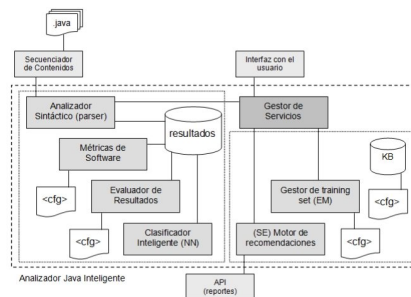 .java
Secuenciador
de Contenidos
Interfaz con el
usuario
Analizador
Sintáctico (parser)
resultados
Gestor de
Servicios
Métricas de
Software
KB
<cfg>
Evaluador de
Resultados
Gestor de training
set (EM)
<cfg>
<cfg>
Clasificador
Inteligente (NN)
(SE) Motor de
recomendaciones
<cfg>
Analizador Java Inteligente
API
(reportes)